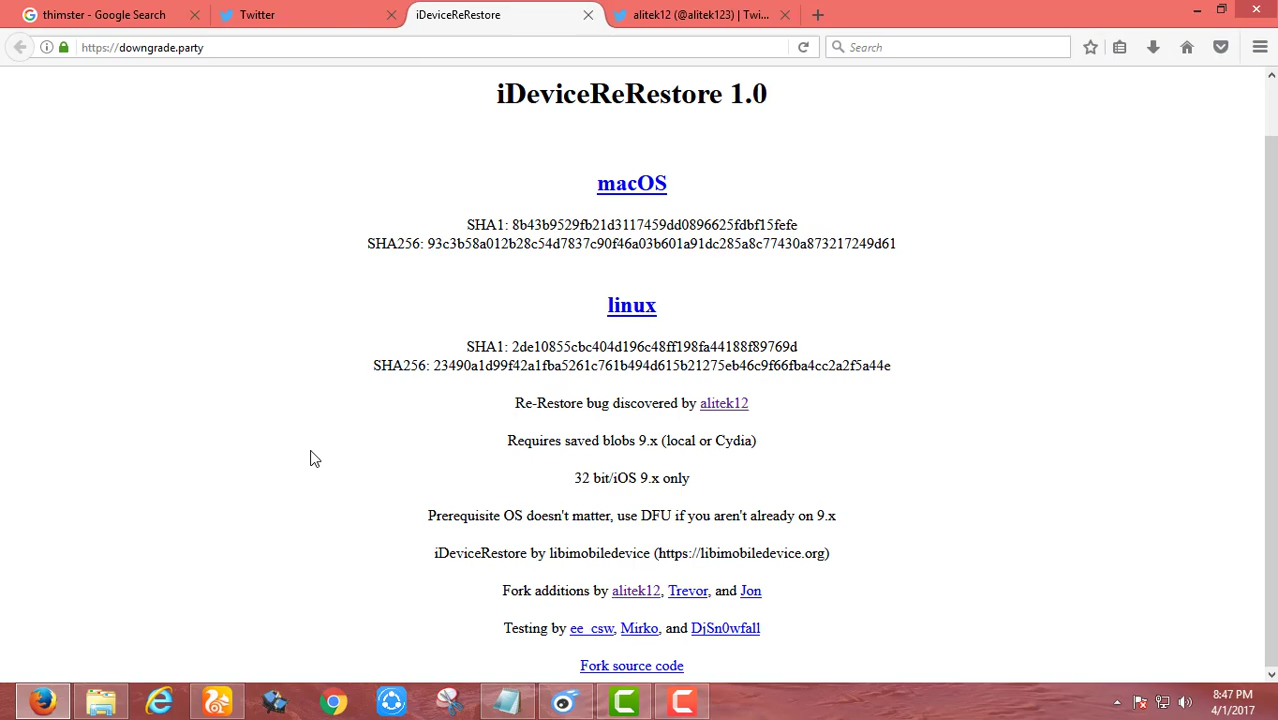 thimster - Google Search
Twitter
iDeviceReRestore
alitek12 (@alitek123) | Twi...
https://downgrade.party
Search
iDeviceReRestore 1.0
macOS
SHA1: 8b43b9529fb21d3117459dd0896625fdbf15fefe
SHA256: 93c3b58a012b28c54d7837c90f46a03b601a91dc285a8c77430a873217249d61
linux
SHA1: 2de10855cbc404d196c48ff198fa44188f89769d
SHA256: 23490a1d99f42a1fba5261c761b494d615b21275eb46c9f66fba4cc2a2f5a44e
Re-Restore bug discovered by alitek12
Requires saved blobs 9.x (local or Cydia)
32 bit/iOS 9.x only
Prerequisite OS doesn't matter, use DFU if you aren't already on 9.x
iDeviceRestore by libimobiledevice (https://libimobiledevice.org)
Fork additions by alitek12, Trevor, and Jon
Testing by ee_csw, Mirko, and DjSn0wfall
Fork source code
8:47 PM
4/1/2017